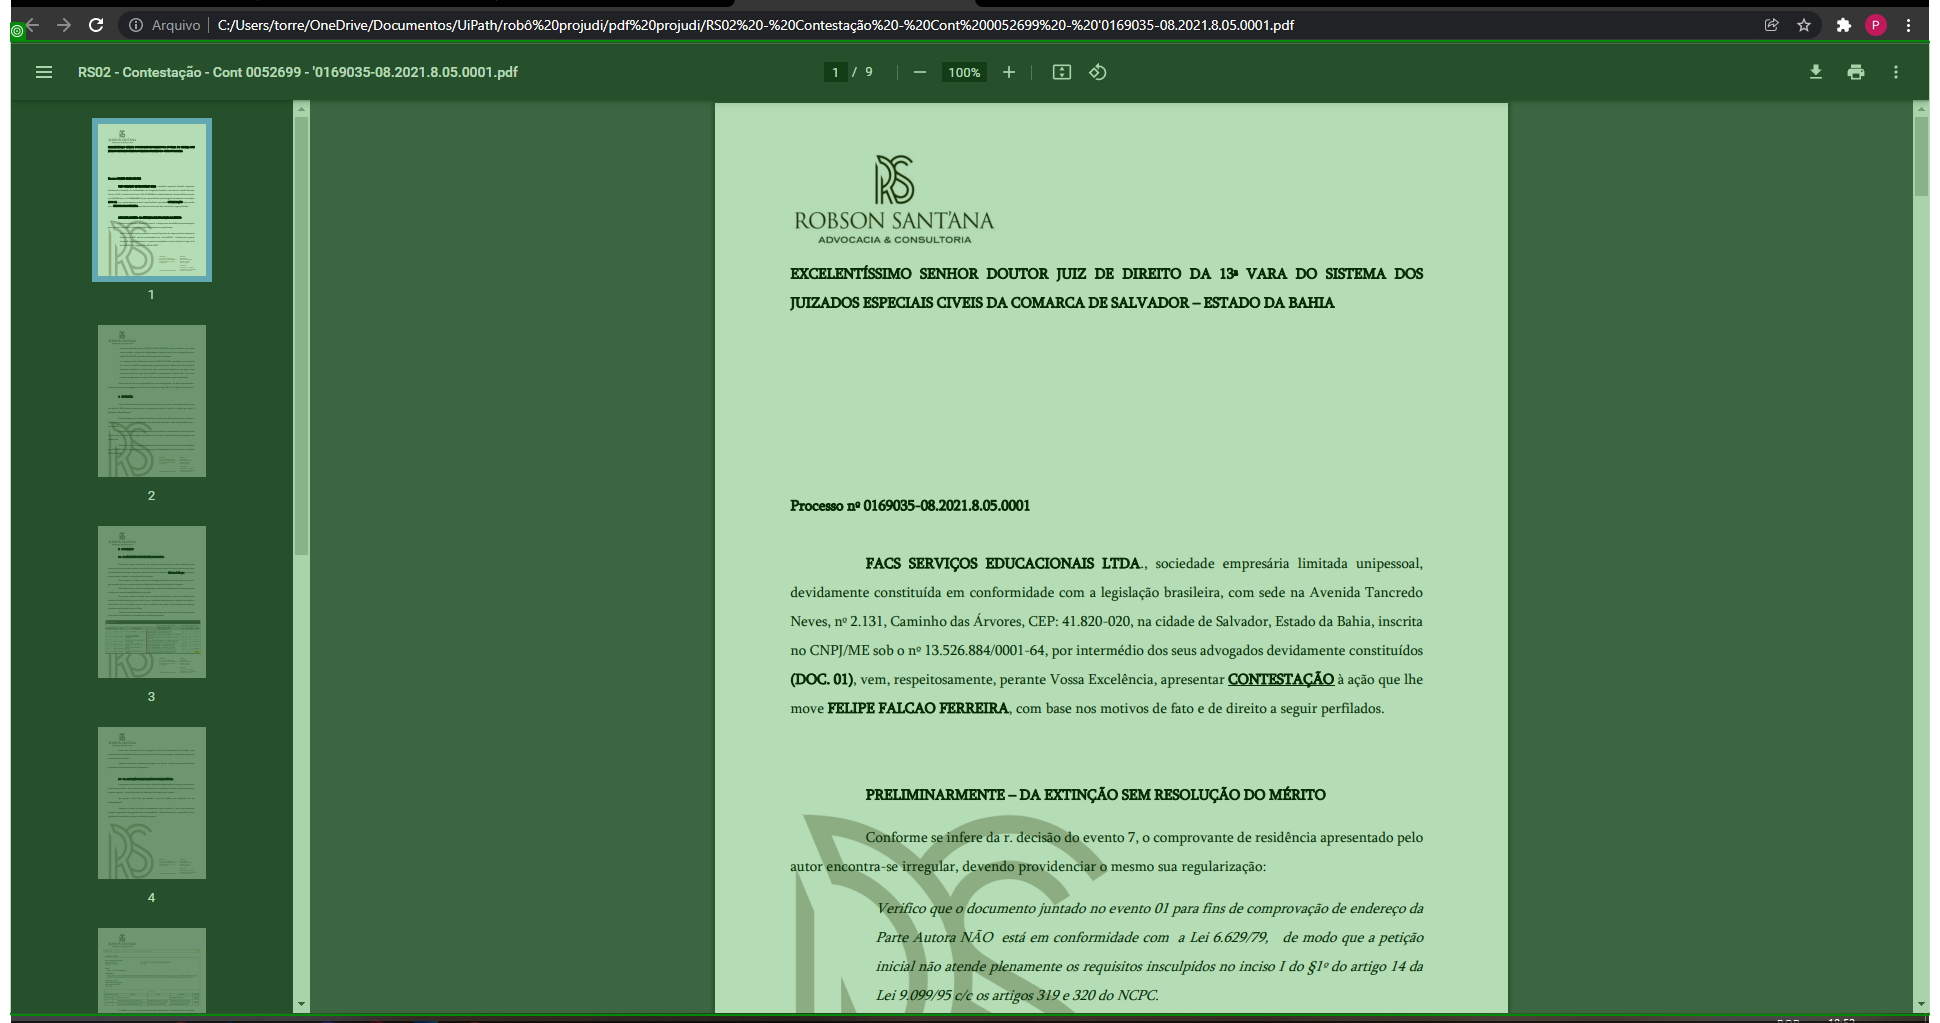 Arquivo
C:/Users/torre/OneDrive/Documentos/UiPath/robô%20projudi/pdf%20projudi/RS02%20-%20Contestação%20-%20Cont%200052699%20-%20'0169035-08.2021.8.05.0001.pdf
P
RS02 - Contestação - Cont 0052699 - '0169035-08.2021.8.05.0001.pdf
1 / 9
100%
1
2
3
4
RS
ROBSON SANT'ANA
ADVOCACIA & CONSULTORIA
EXCELENTÍSSIMO SENHOR DOUTOR JUIZ DE DIREITO DA 13ª VARA DO SISTEMA DOS
JUIZADOS ESPECIAIS CIVEIS DA COMARCA DE SALVADOR – ESTADO DA BAHIA
Processo nº 0169035-08.2021.8.05.0001
FACS SERVIÇOS EDUCACIONAIS LTDA., sociedade empresária limitada unipessoal,
devidamente constituída em conformidade com a legislação brasileira, com sede na Avenida Tancredo
Neves, nº 2.131, Caminho das Árvores, CEP: 41.820-020, na cidade de Salvador, Estado da Bahia, inscrita
no CNPJ/ME sob o nº 13.526.884/0001-64, por intermédio dos seus advogados devidamente constituídos
(DOC. 01), vem, respeitosamente, perante Vossa Excelência, apresentar CONTESTAÇÃO à ação que lhe
move FELIPE FALCAO FERREIRA, com base nos motivos de fato e de direito a seguir perfilados.
PRELIMINARMENTE – DA EXTINÇÃO SEM RESOLUÇÃO DO MÉRITO
Conforme se infere da r. decisão do evento 7, o comprovante de residência apresentado pelo
autor encontra-se irregular, devendo providenciar o mesmo sua regularização:
Verifico que o documento juntado no evento 01 para fins de comprovação de endereço da
Parte Autora NÃO está em conformidade com a Lei 6.629/79, de modo que a petição
inicial não atende plenamente os requisitos insculpidos no inciso I do §1º do artigo 14 da
Lei 9.099/95 c/c os artigos 319 e 320 do NCPC.